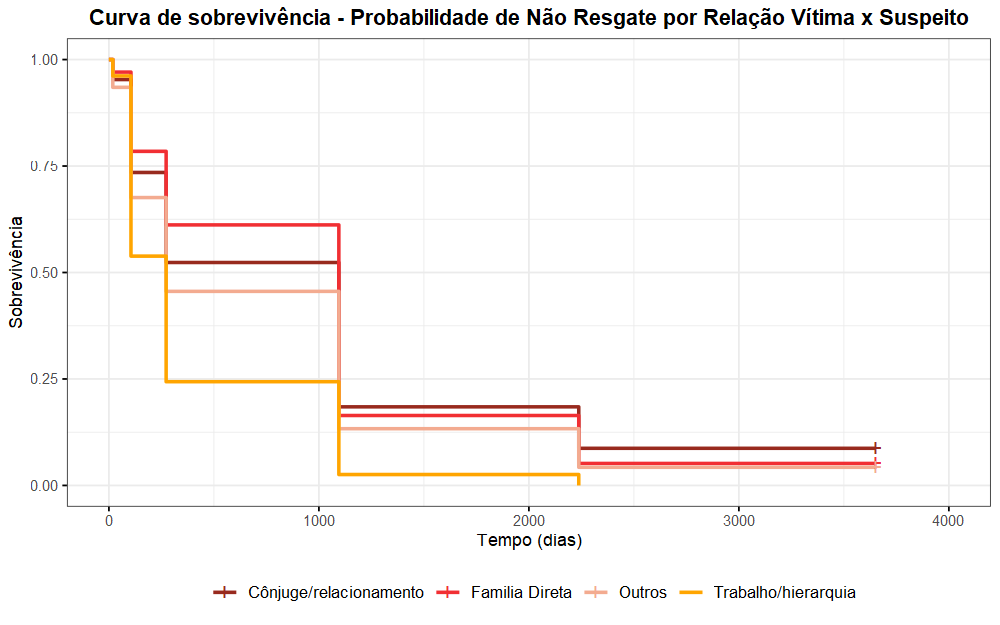 Curva de sobrevivência - Probabilidade de Não Resgate por Relação Vítima x Suspeito
1.00
0.75
0.50
0.25
0.00
Sobrevivência
0 1000 2000 3000 4000
Tempo (dias)
Cônjuge/relacionamento Familia Direta Outros Trabalho/hierarquia